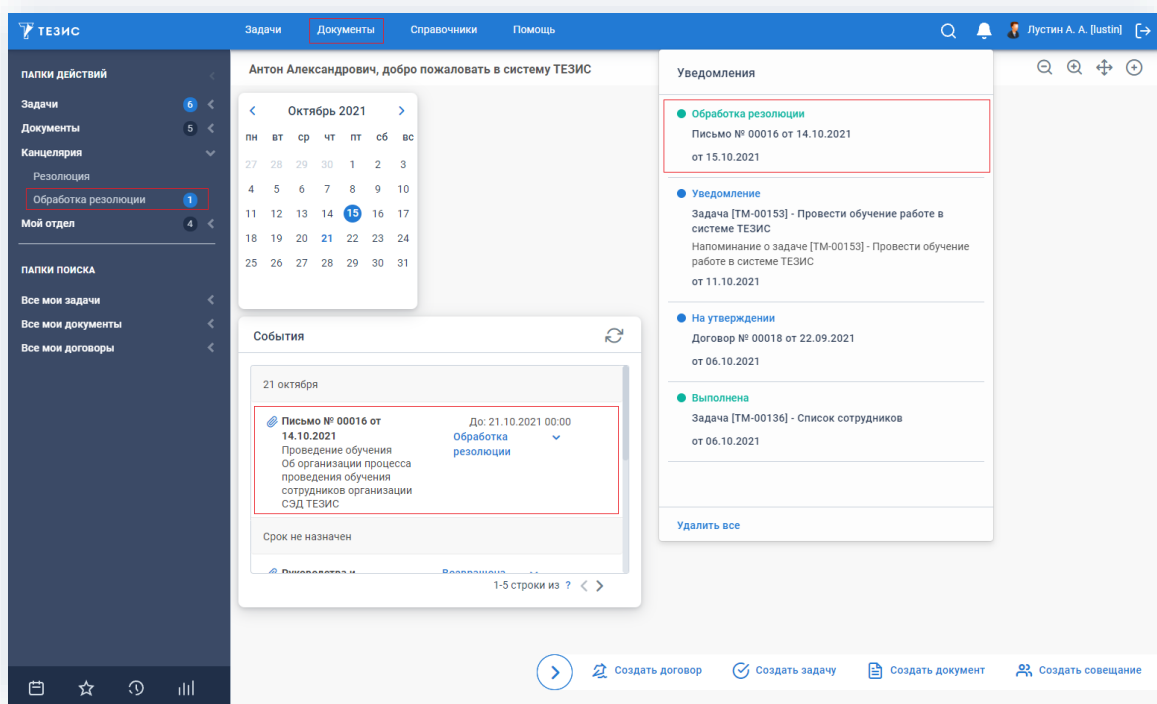 ТЕЗИС
Задачи Документы Справочники Помощь
Лустин А. А. [lustin]
ПАПКИ ДЕЙСТВИЙ
Задачи 6
Документы 5
Канцелярия
Резолюция
Обработка резолюции 1
Мой отдел 4
ПАПКИ ПОИСКА
Все мои задачи
Все мои документы
Все мои договоры
Антон Александрович, добро пожаловать в систему ТЕЗИС
Октябрь 2021
пн вт ср чт пт сб вс
27 28 29 30 1 2 3
4 5 6 7 8 9 10
11 12 13 14 15 16 17
18 19 20 21 22 23 24
25 26 27 28 29 30 31
События
21 октября
Письмо № 00016 от
14.10.2021
Проведение обучения
Об организации процесса
проведения обучения
сотрудников организации
СЭД ТЕЗИС
До: 21.10.2021 00:00
Обработка
резолюции
Срок не назначен
Руководства и
Возвращена
1-5 строки из ?
Уведомления
Обработка резолюции
Письмо № 00016 от 14.10.2021
от 15.10.2021
Уведомление
Задача [ТМ-00153] - Провести обучение работе в
системе ТЕЗИС
Напоминание о задаче [ТМ-00153] - Провести обучение
работе в системе ТЕЗИС
от 11.10.2021
На утверждении
Договор № 00018 от 22.09.2021
от 06.10.2021
Выполнена
Задача [ТМ-00136] - Список сотрудников
от 06.10.2021
Удалить все
Создать договор Создать задачу Создать документ Создать совещание